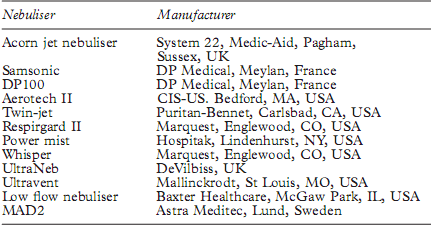 Nebuliser Manufacturer
Acorn jet nebuliser System 22, Medic-Aid, Pagham,
Sussex, UK
Samsonic DP Medical, Meylan, France
DP100 DP Medical, Meylan, France
Aerotech II CIS-US. Bedford, MA, USA
Twin-jet Puritan-Bennet, Carlsbad, CA, USA
Respirgard II Marquest, Englewood, CO, USA
Power mist Hospitak, Lindenhurst, NY, USA
Whisper Marquest, Englewood, CO, USA
UltraNeb DeVilbiss, UK
Ultravent Mallinckrodt, St Louis, MO, USA
Low flow nebuliser Baxter Healthcare, McGaw Park, IL, USA
MAD2 Astra Meditec, Lund, Sweden